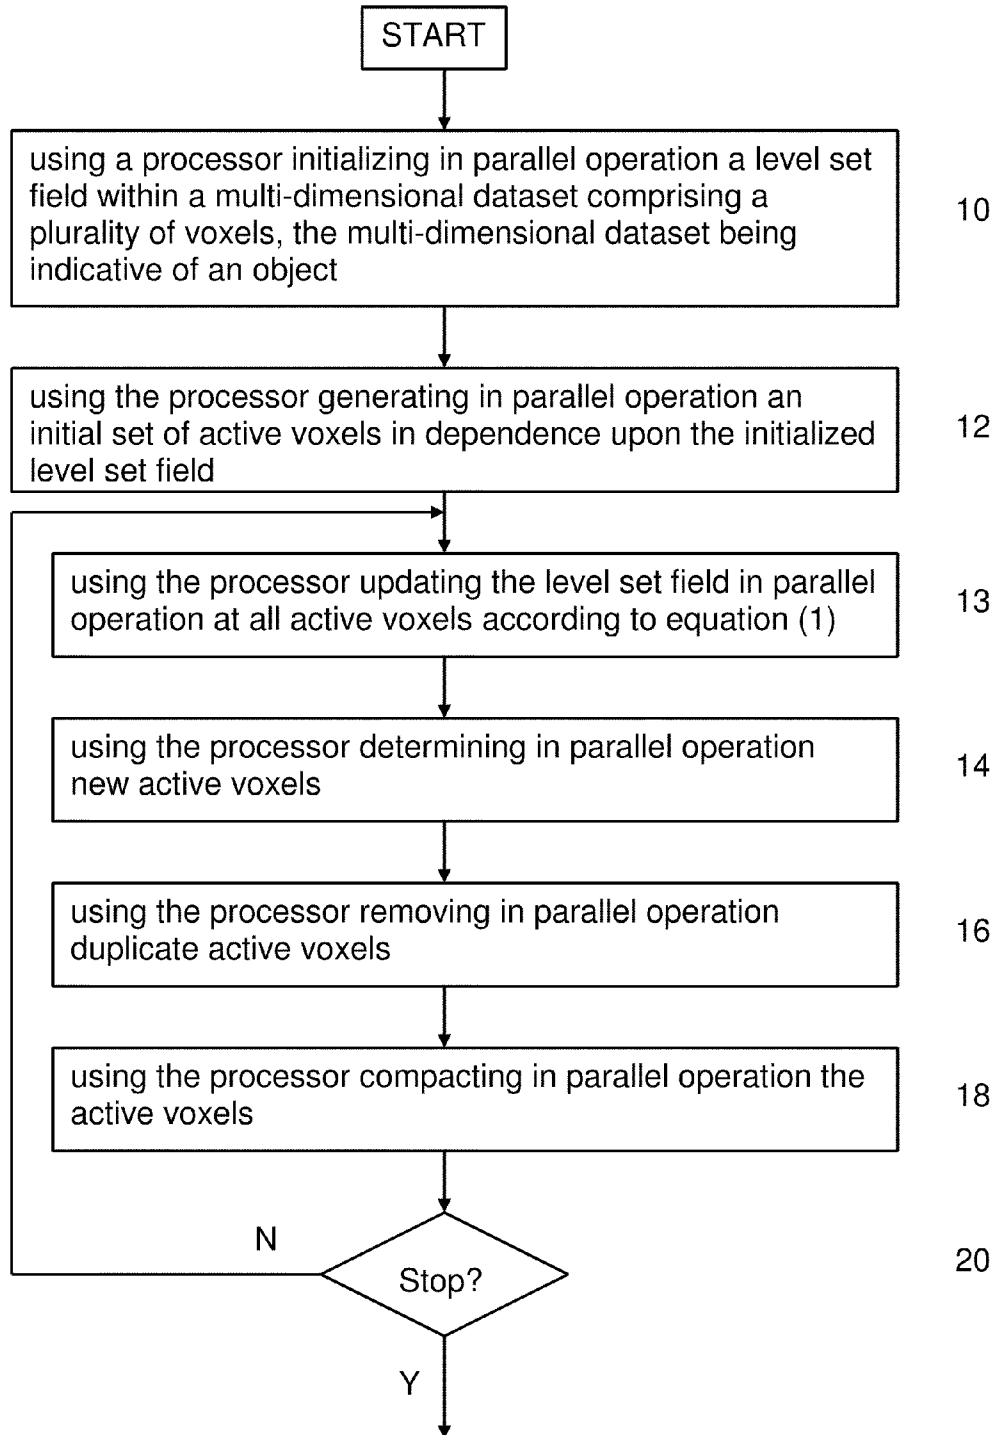 START
using a processor initializing in parallel operation a level set
field within a multi-dimensional dataset comprising a
plurality of voxels, the multi-dimensional dataset being
indicative of an object
10
using the processor generating in parallel operation an
initial set of active voxels in dependence upon the initialized
level set field
12
using the processor updating the level set field in parallel
operation at all active voxels according to equation (1)
13
using the processor determining in parallel operation
new active voxels
14
using the processor removing in parallel operation
duplicate active voxels
16
using the processor compacting in parallel operation the
active voxels
18
N
Stop?
20
Y